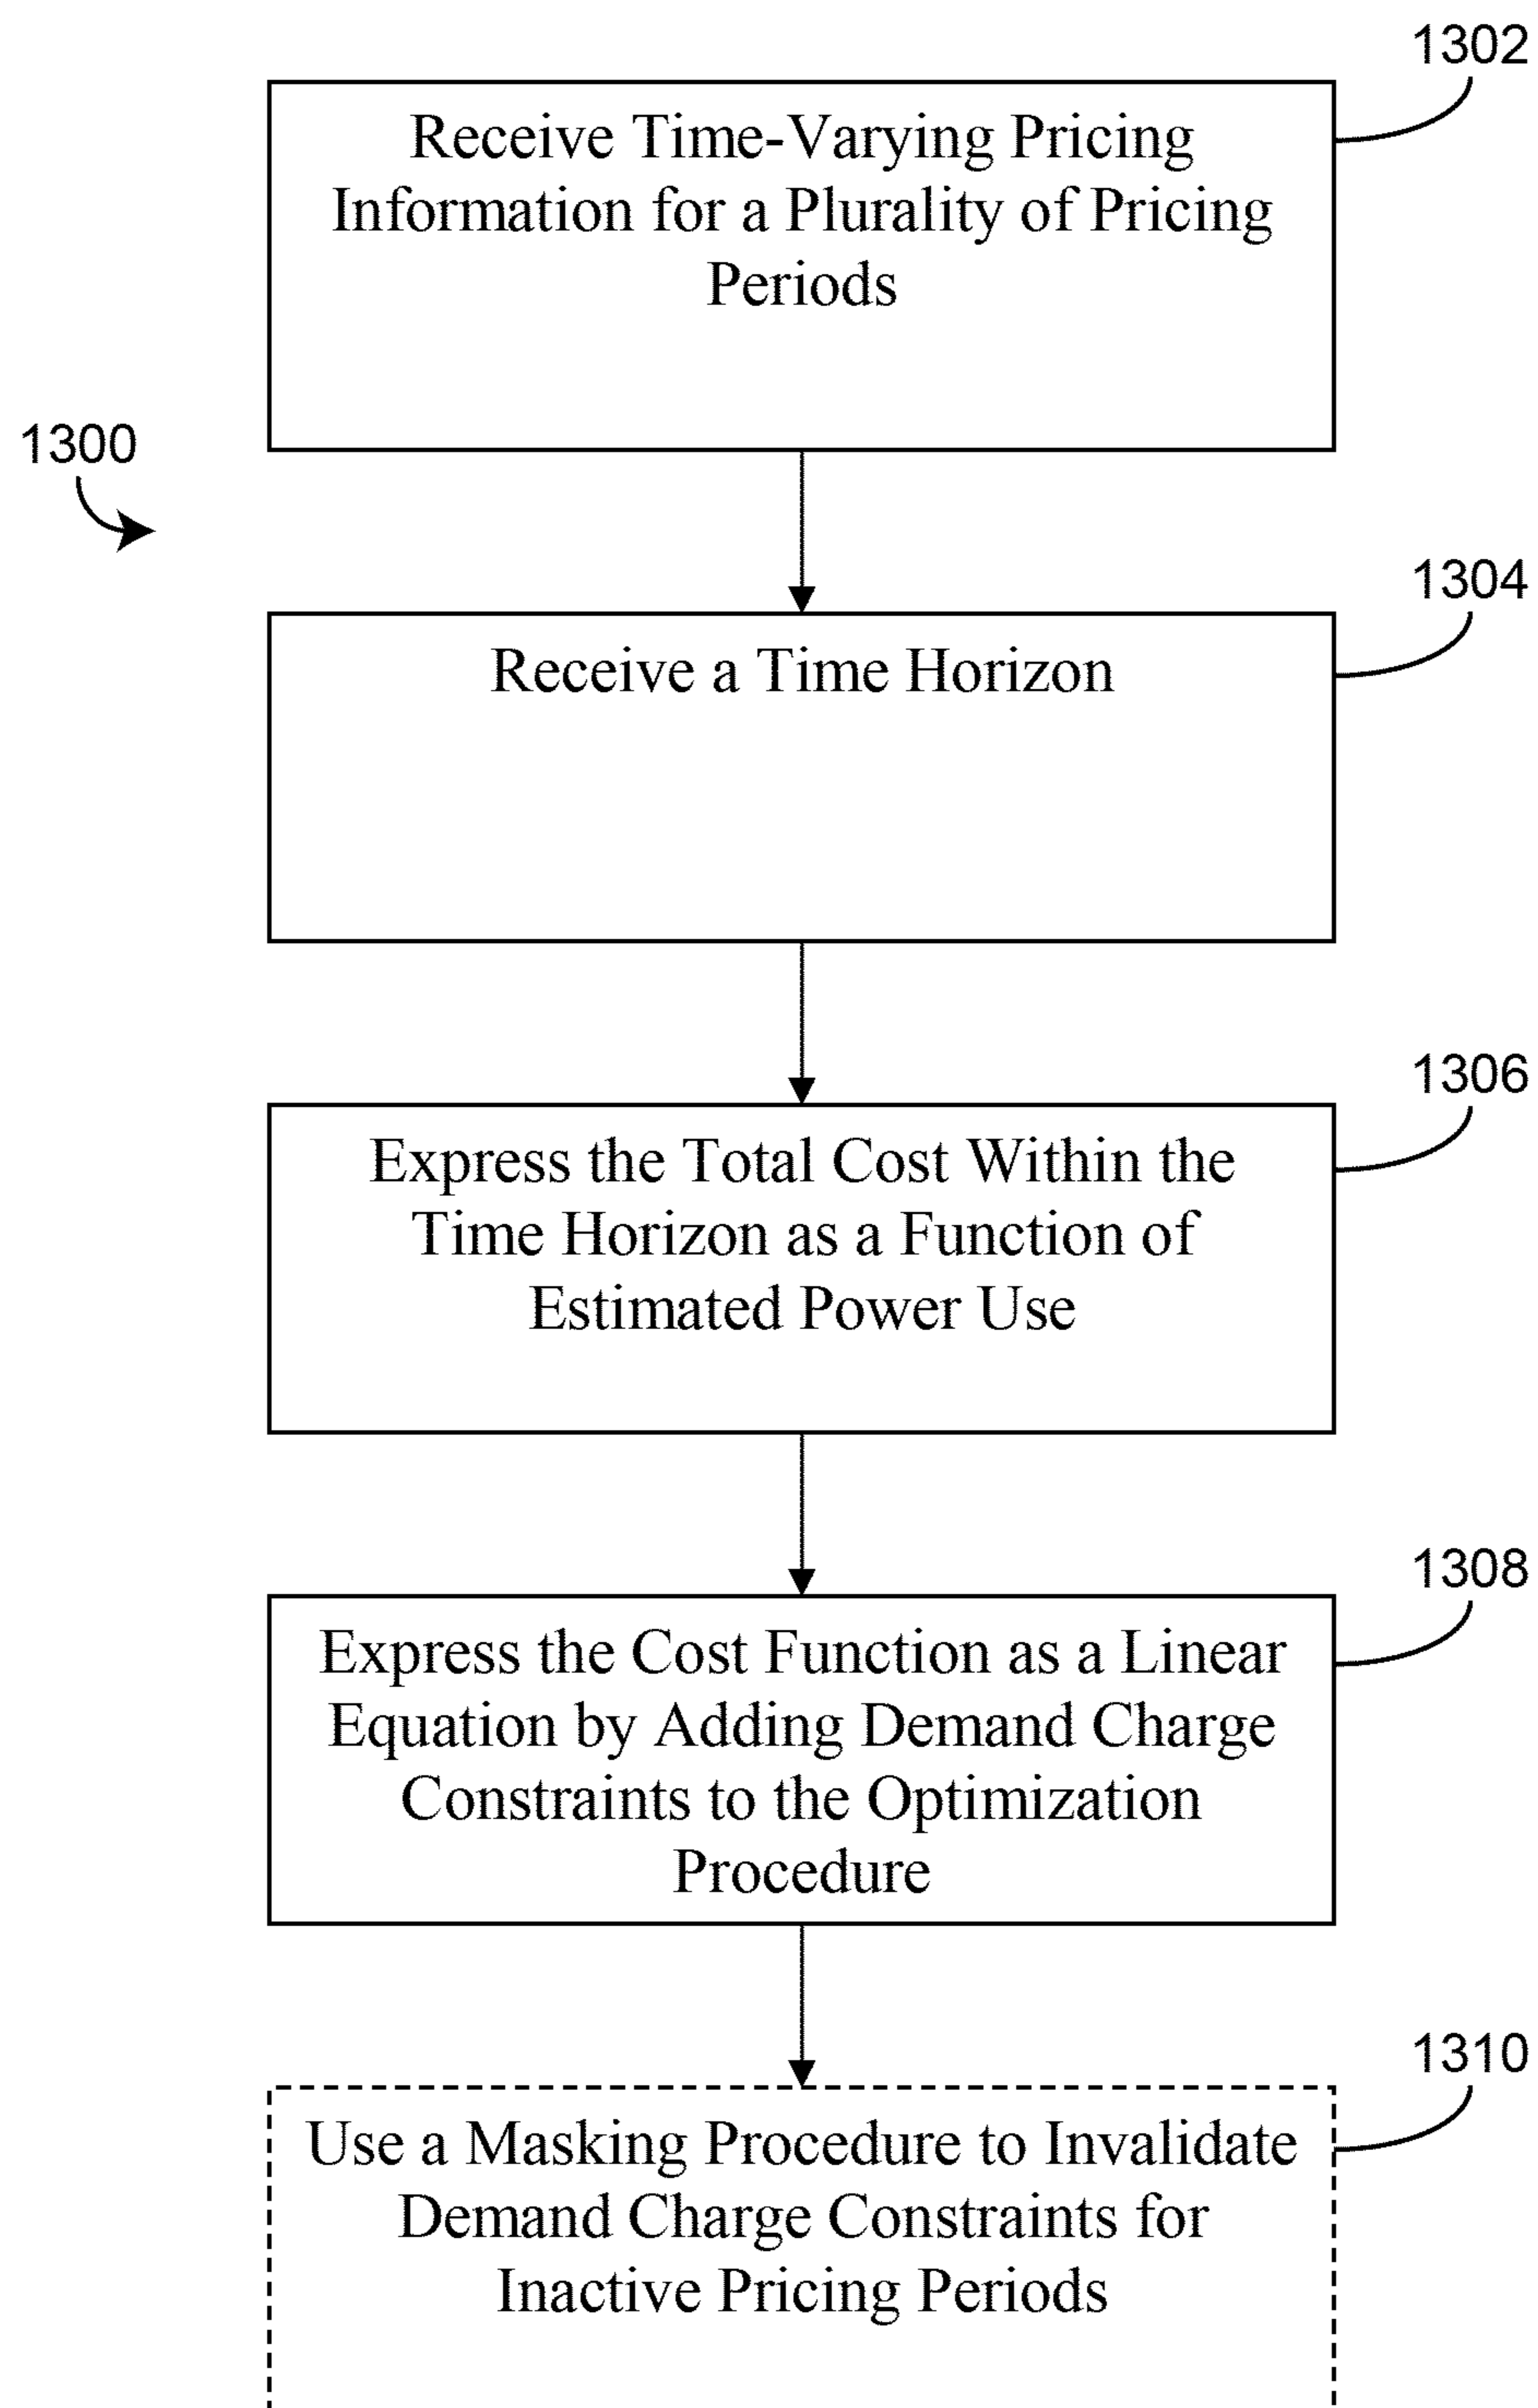 1302
Receive Time-Varying Pricing
Information for a Plurality of Pricing
Periods
1300
1304
Receive a Time Horizon
1306
Express the Total Cost Within the
Time Horizon as a Function of
Estimated Power Use
1308
Express the Cost Function as a Linear
Equation by Adding Demand Charge
Constraints to the Optimization
Procedure
1310
Use a Masking Procedure to Invalidate
Demand Charge Constraints for
Inactive Pricing Periods